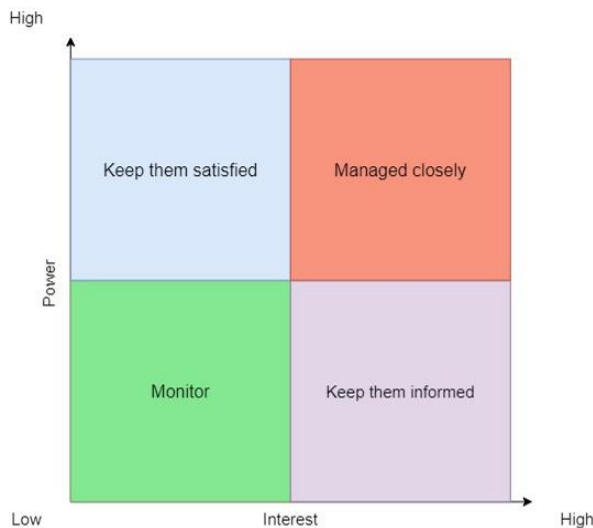 High
Keep them satisfied
Managed closely
Power
Monitor
Keep them informed
Low
Interest
High